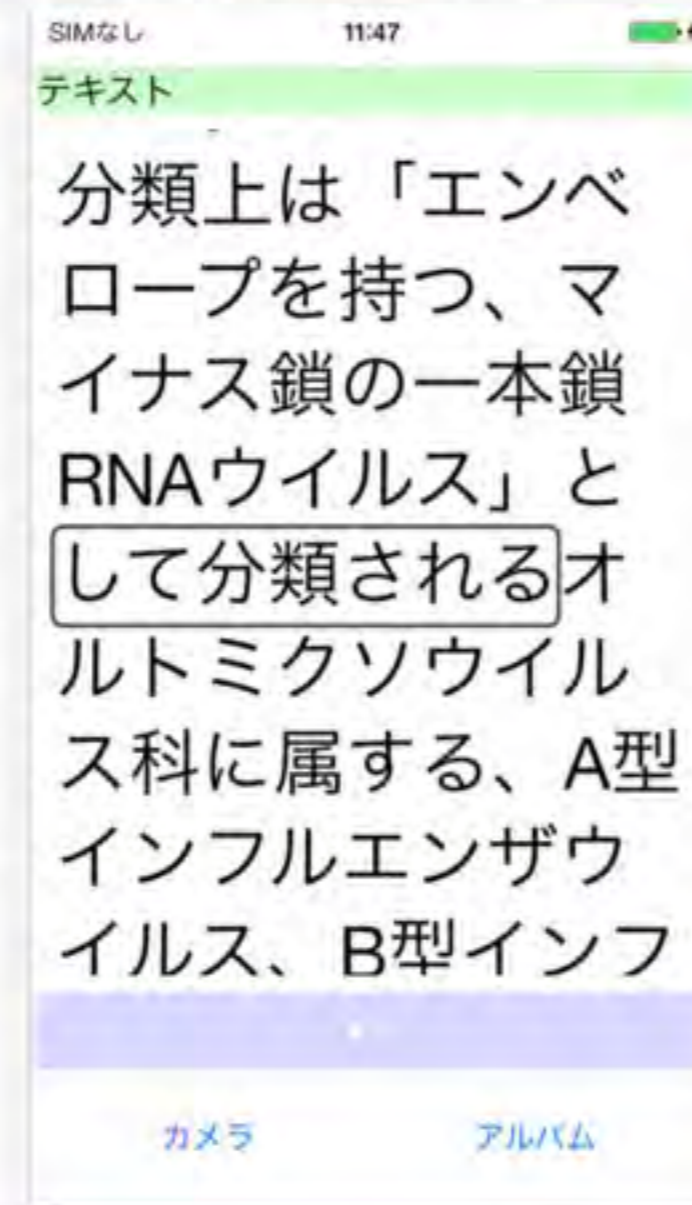 SIMなし 11:47
テキスト
分類上は「エンベ
ロープを持つ、マ
イナス鎖の一本鎖
RNAウイルス」と
して分類されるオ
ルトミクソウイル
ス科に属する、A型
インフルエンザウ
イルス、B型インフ
カメラ アルバム